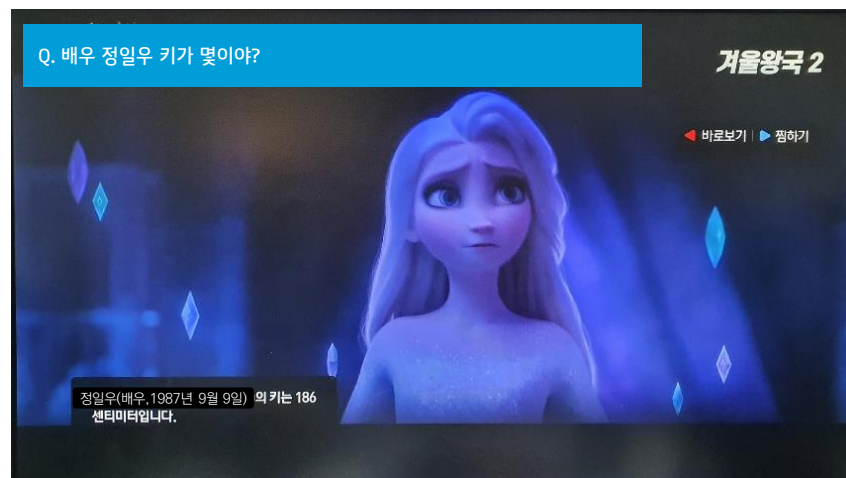 Q. 배우 정일우 키가 몇이야?
겨울왕국 2
바로보기 | 찜하기
정일우(배우,1987년 9월 9일) 의 키는 186
센티미터입니다.